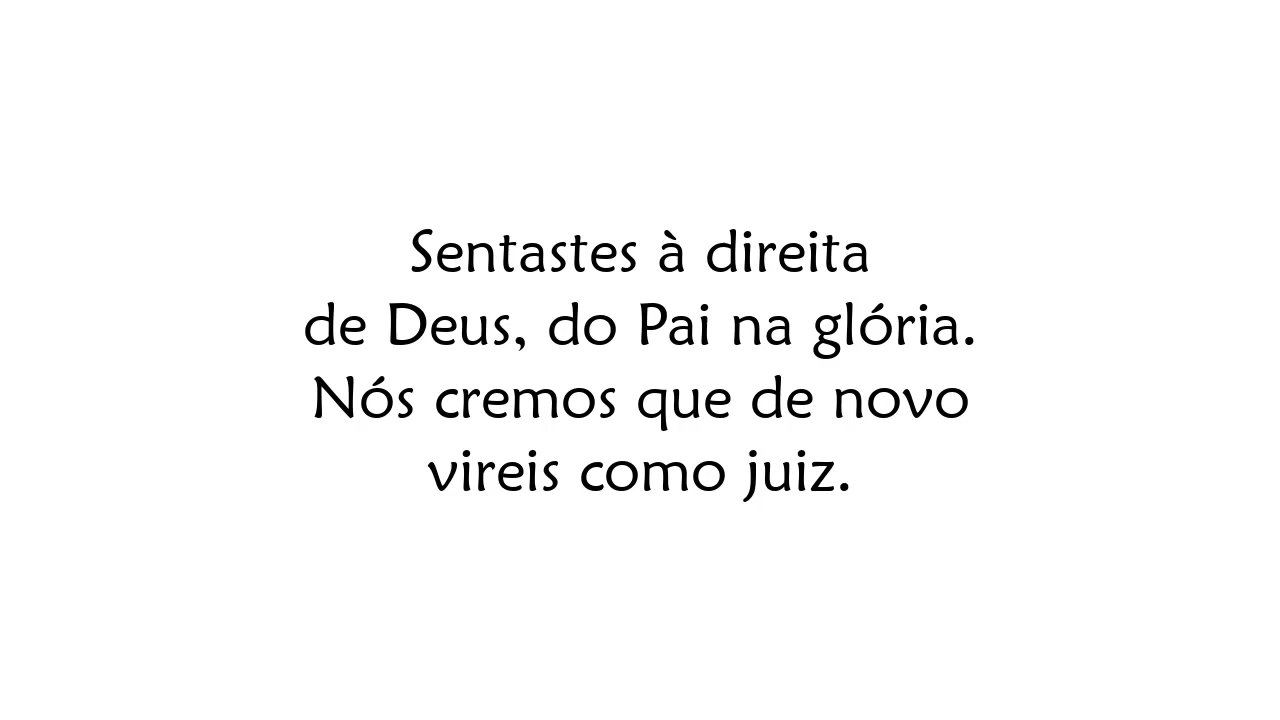 Sentastes à direita
de Deus, do Pai na glória.
Nós cremos que de novo
vireis como juiz.